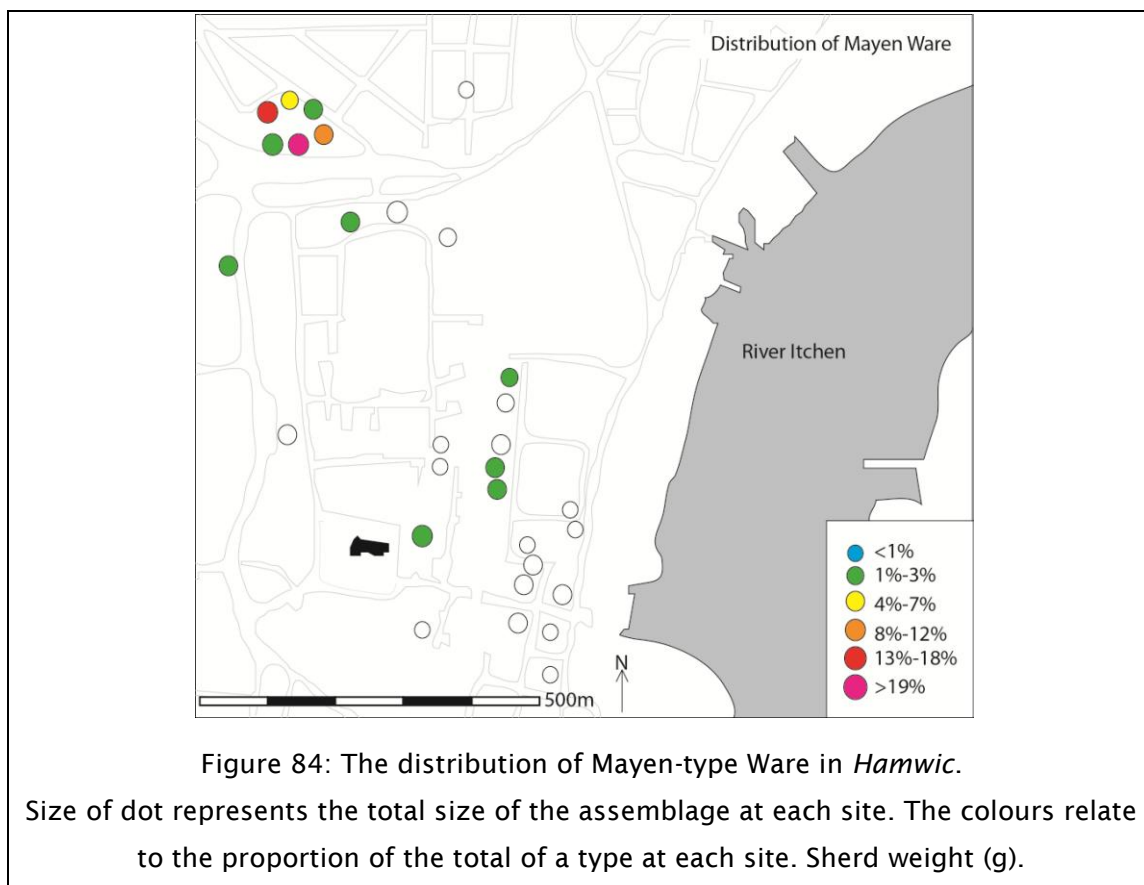 Distribution of Mayen Ware
River Itchen
<1%
1%-3%
4%-7%
8%-12%
13%-18%
>19%
N
500m
Figure 84: The distribution of Mayen-type Ware in Hamwic.
Size of dot represents the total size of the assemblage at each site. The colours relate
to the proportion of the total of a type at each site. Sherd weight (g).